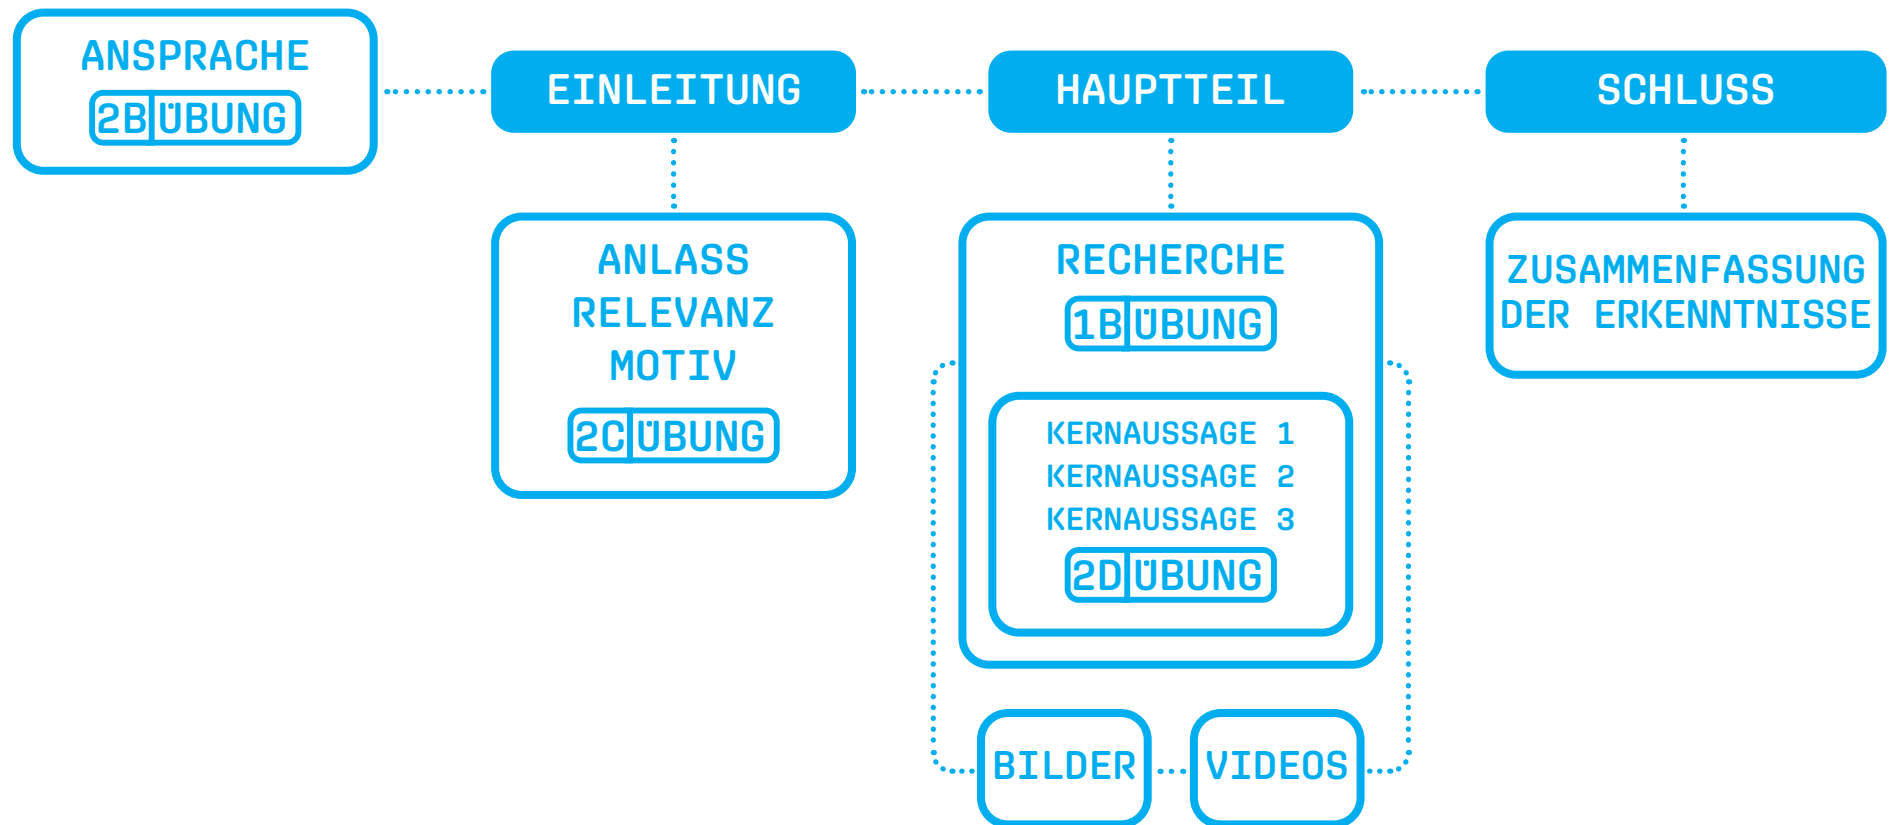 ANSPRACHE
2B ÜBUNG
EINLEITUNG
HAUPTTEIL
SCHLUSS
ANLASS
RELEVANZ
MOTIV
2C ÜBUNG
RECHERCHE
1B ÜBUNG
KERNAUSSAGE 1
KERNAUSSAGE 2
KERNAUSSAGE 3
2D ÜBUNG
BILDER
VIDEOS
ZUSAMMENFASSUNG
DER ERKENNTNISSE